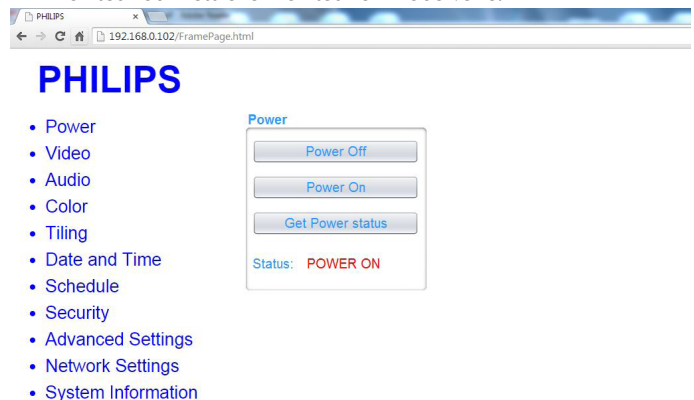 PHILIPS
192.168.0.102/FramePage.html
PHILIPS
Power
Video
Audio
Color
Tiling
Date and Time
Schedule
Security
Advanced Settings
Network Settings
System Information
Power
Power Off
Power On
Get Power status
Status: POWER ON